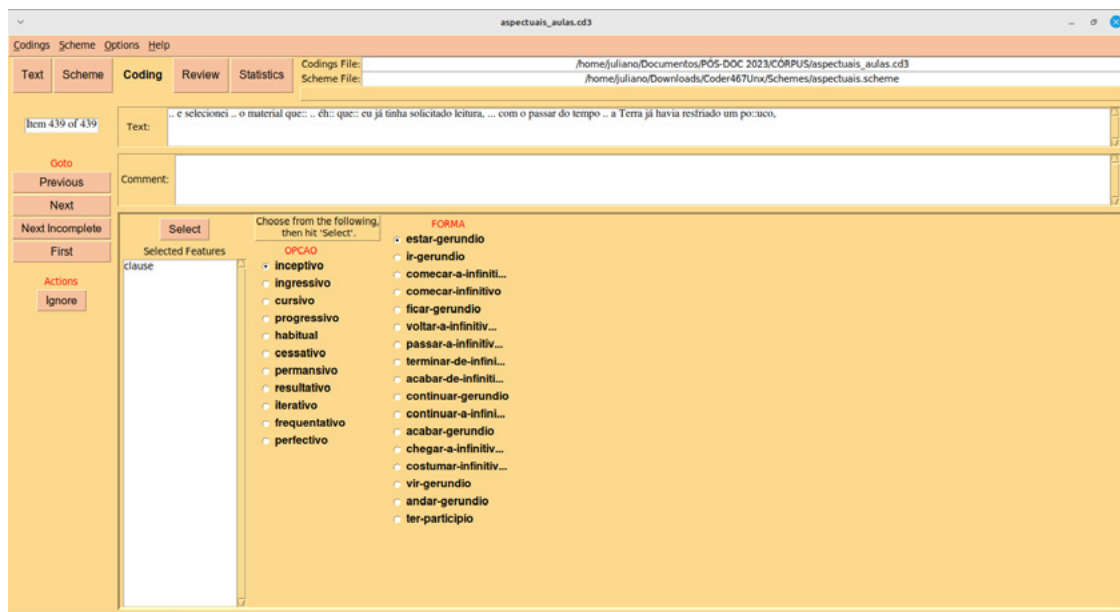 aspectuais_aulas.cd3
Codings Scheme Options Help
Text Scheme Coding Review Statistics
Codings File: /home/juliano/Documentos/PÓS-DOC 2023/CÓRPUS/aspectuais_aulas.cd3
Scheme File: /home/juliano/Downloads/Coder467Unx/Schemes/aspectuais.scheme
Item 439 of 439
Text: .. e selecionei .. o material que:: .. éh:: que:: eu já tinha solicitado leitura, ... com o passar do tempo .. a Terra já havia resfriado um po::uco,
Goto
Previous
Next
Next Incomplete
First
Actions
Ignore
Comment:
Select
Selected Features
clause
Choose from the following,
then hit 'Select'.
OPCAO
inceptivo
ingressivo
cursivo
progressivo
habitual
cessativo
permansivo
resultativo
iterativo
frequentativo
perfectivo
FORMA
estar-gerundio
ir-gerundio
comecar-a-infiniti...
comecar-infinitivo
ficar-gerundio
voltar-a-infinitiv...
passar-a-infinitiv...
terminar-de-infini...
acabar-de-infiniti...
continuar-gerundio
continuar-a-infini...
acabar-gerundio
chegar-a-infinitiv...
costumar-infinitiv...
vir-gerundio
andar-gerundio
ter-participio